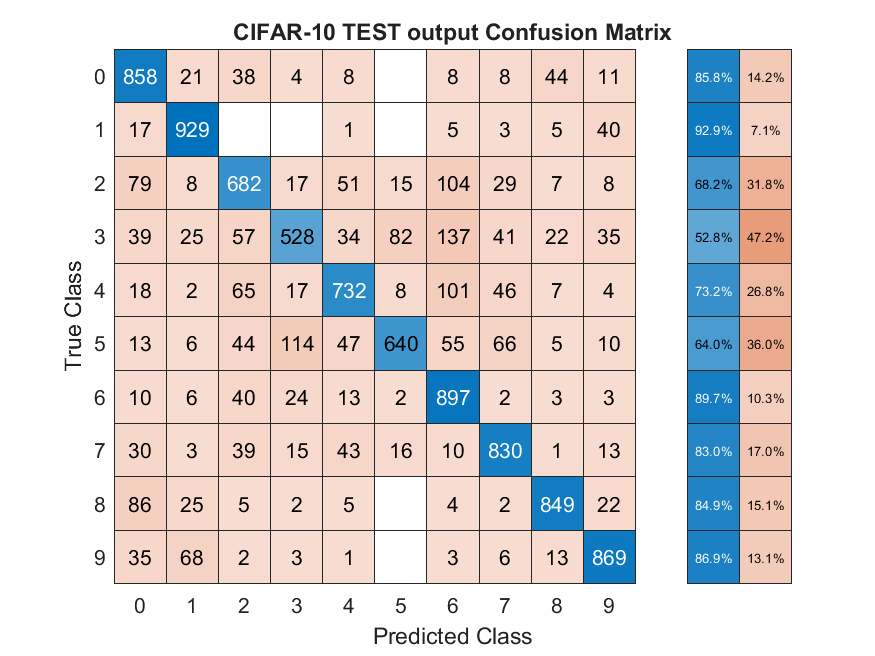 CIFAR-10 TEST output Confusion Matrix
0 858 21 38 4 8 8 8 44 11 85.8% 14.2%
1 17 929 1 5 3 5 40 92.9% 7.1%
2 79 8 682 17 51 15 104 29 7 8 68.2% 31.8%
3 39 25 57 528 34 82 137 41 22 35 52.8% 47.2%
4 18 2 65 17 732 8 101 46 7 4 73.2% 26.8%
5 13 6 44 114 47 640 55 66 5 10 64.0% 36.0%
6 10 6 40 24 13 2 897 2 3 3 89.7% 10.3%
7 30 3 39 15 43 16 10 830 1 13 83.0% 17.0%
8 86 25 5 2 5 4 2 849 22 84.9% 15.1%
9 35 68 2 3 1 3 6 13 869 86.9% 13.1%
0 1 2 3 4 5 6 7 8 9
Predicted Class
True Class